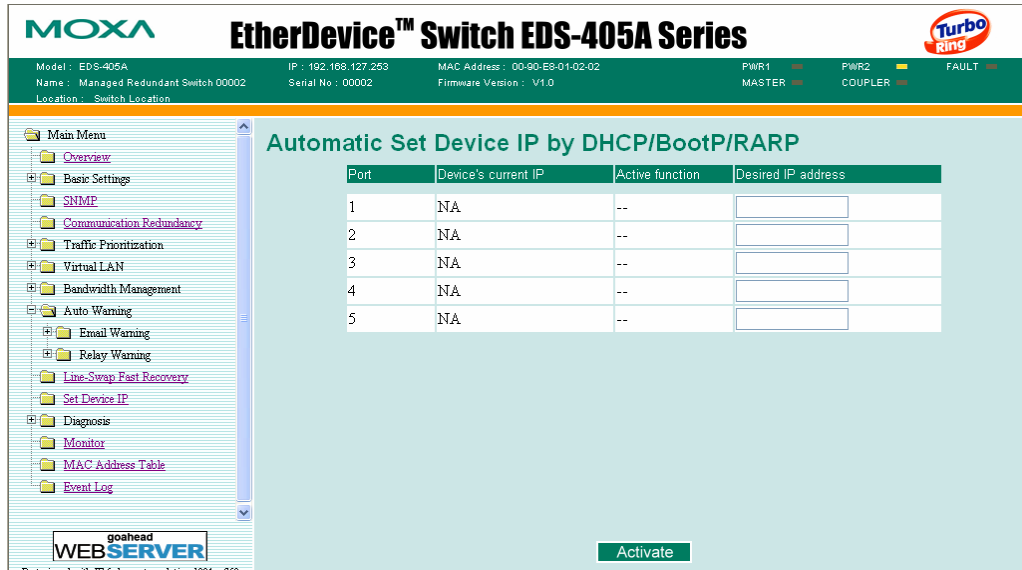 MOXA
EtherDevice™ Switch EDS-405A Series
Turbo
Ring
Model : EDS-405A
IP : 192.168.127.253
MAC Address : 00-90-E8-01-02-02
PWR1
PWR2
FAULT
Name : Managed Redundant Switch 00002
Serial No : 00002
Firmware Version : V1.0
MASTER
COUPLER
Location : Switch Location
Main Menu
Overview
Basic Settings
SNMP
Communication Redundancy
Traffic Prioritization
Virtual LAN
Bandwidth Management
Auto Warning
Email Warning
Relay Warning
Line-Swap Fast Recovery
Set Device IP
Diagnosis
Monitor
MAC Address Table
Event Log
goahead
WEBSERVER
Automatic Set Device IP by DHCP/BootP/RARP
Port Device's current IP Active function Desired IP address
1 NA --
2 NA --
3 NA --
4 NA --
5 NA --
Activate